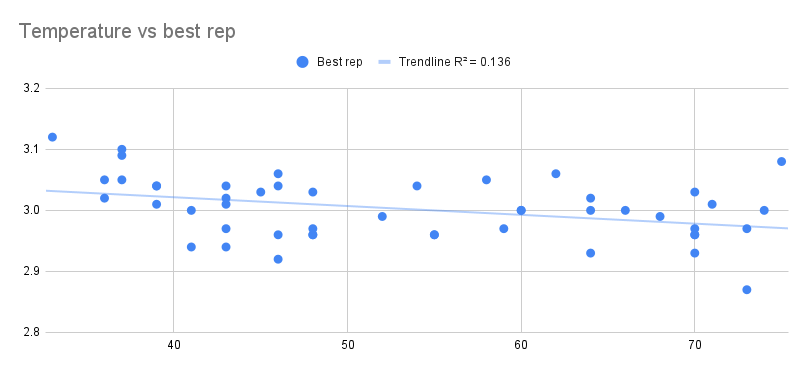 Temperature vs best rep
Best rep Trendline R² = 0.136
3.2
3.1
3.0
2.9
2.8
40 50 60 70